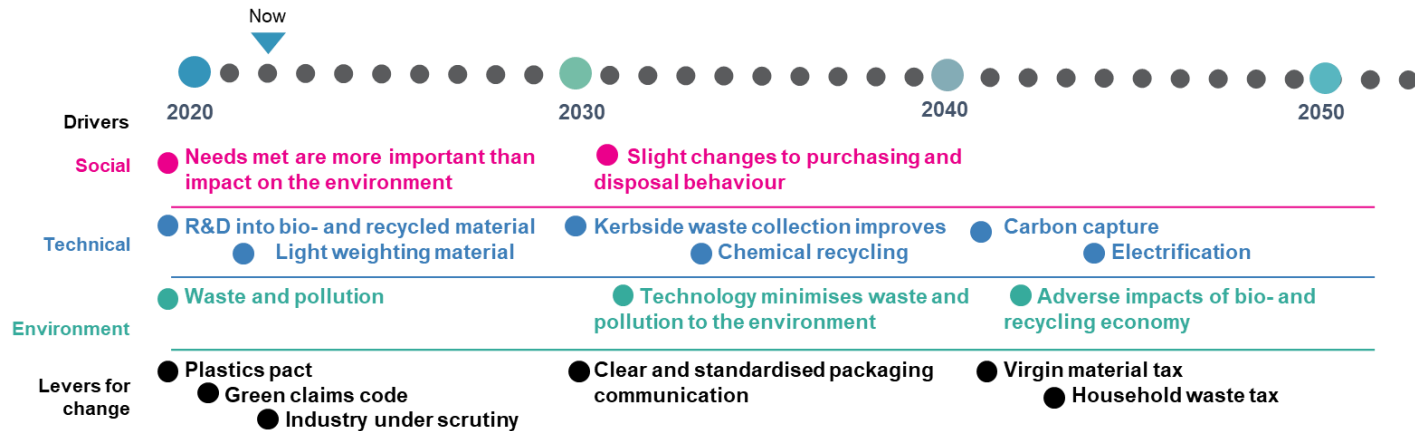 Now
2020
2030
2040
2050
Drivers
Social
Needs met are more important than
impact on the environment
Slight changes to purchasing and
disposal behaviour
Technical
R&D into bio- and recycled material
Light weighting material
Kerbside waste collection improves
Chemical recycling
Carbon capture
Electrification
Environment
Waste and pollution
Technology minimises waste and
pollution to the environment
Adverse impacts of bio- and
recycling economy
Levers for
change
Plastics pact
Green claims code
Industry under scrutiny
Clear and standardised packaging
communication
Virgin material tax
Household waste tax